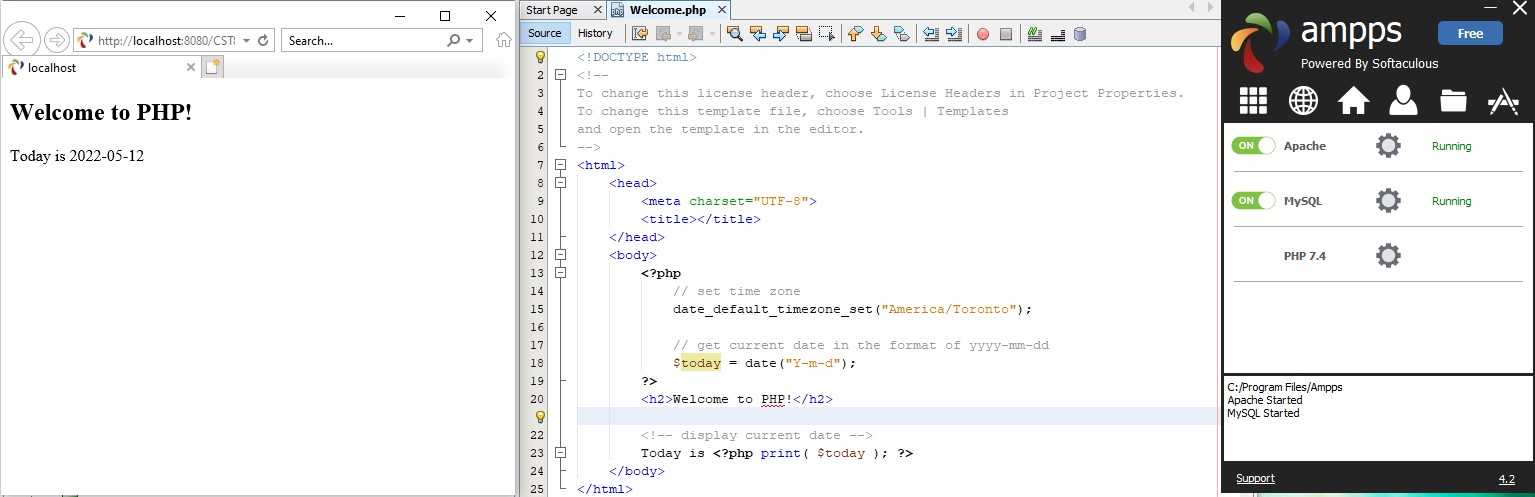 http://localhost:8080/CST8
Search...
localhost
Welcome to PHP!
Today is 2022-05-12
Start Page
Welcome.php
Source
History
<!DOCTYPE html>
2 <!--
3 To change this license header, choose License Headers in Project Properties.
4 To change this template file, choose Tools | Templates
5 and open the template in the editor.
6 -->
7 <html>
8 <head>
9 <meta charset="UTF-8">
10 <title></title>
11 </head>
12 <body>
13 <?php
14 // set time zone
15 date_default_timezone_set("America/Toronto");
16
17 // get current date in the format of yyyy-mm-dd
18 $today = date("Y-m-d");
19 ?>
20 <h2>Welcome to PHP!</h2>
22 <!-- display current date -->
23 Today is <?php print( $today ); ?>
24 </body>
25 </html>
ampps
Free
Powered By Softaculous
ON Apache Running
ON MySQL Running
PHP 7.4
C:/Program Files/Ampps
Apache Started
MySQL Started
Support
4.2